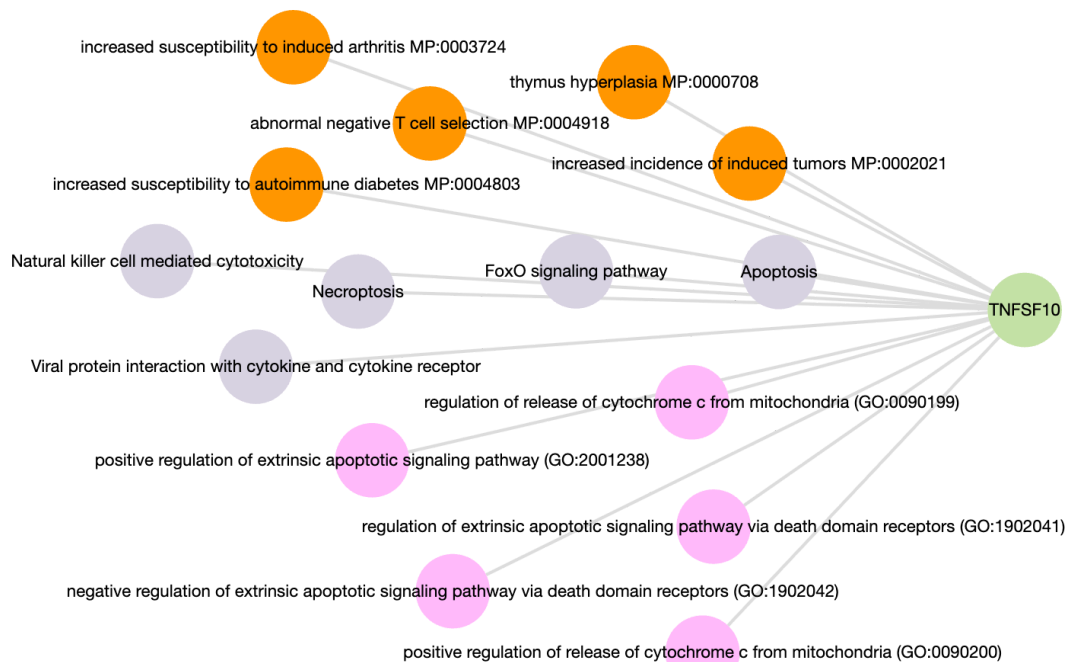 increased susceptibility to induced arthritis MP:0003724
thymus hyperplasia MP:0000708
abnormal negative T cell selection MP:0004918
increased incidence of induced tumors MP:0002021
increased susceptibility to autoimmune diabetes MP:0004803
Natural killer cell mediated cytotoxicity
FoxO signaling pathway
Apoptosis
Necroptosis
TNFSF10
Viral protein interaction with cytokine and cytokine receptor
regulation of release of cytochrome c from mitochondria (GO:0090199)
positive regulation of extrinsic apoptotic signaling pathway (GO:2001238)
regulation of extrinsic apoptotic signaling pathway via death domain receptors (GO:1902041)
negative regulation of extrinsic apoptotic signaling pathway via death domain receptors (GO:1902042)
positive regulation of release of cytochrome c from mitochondria (GO:0090200)